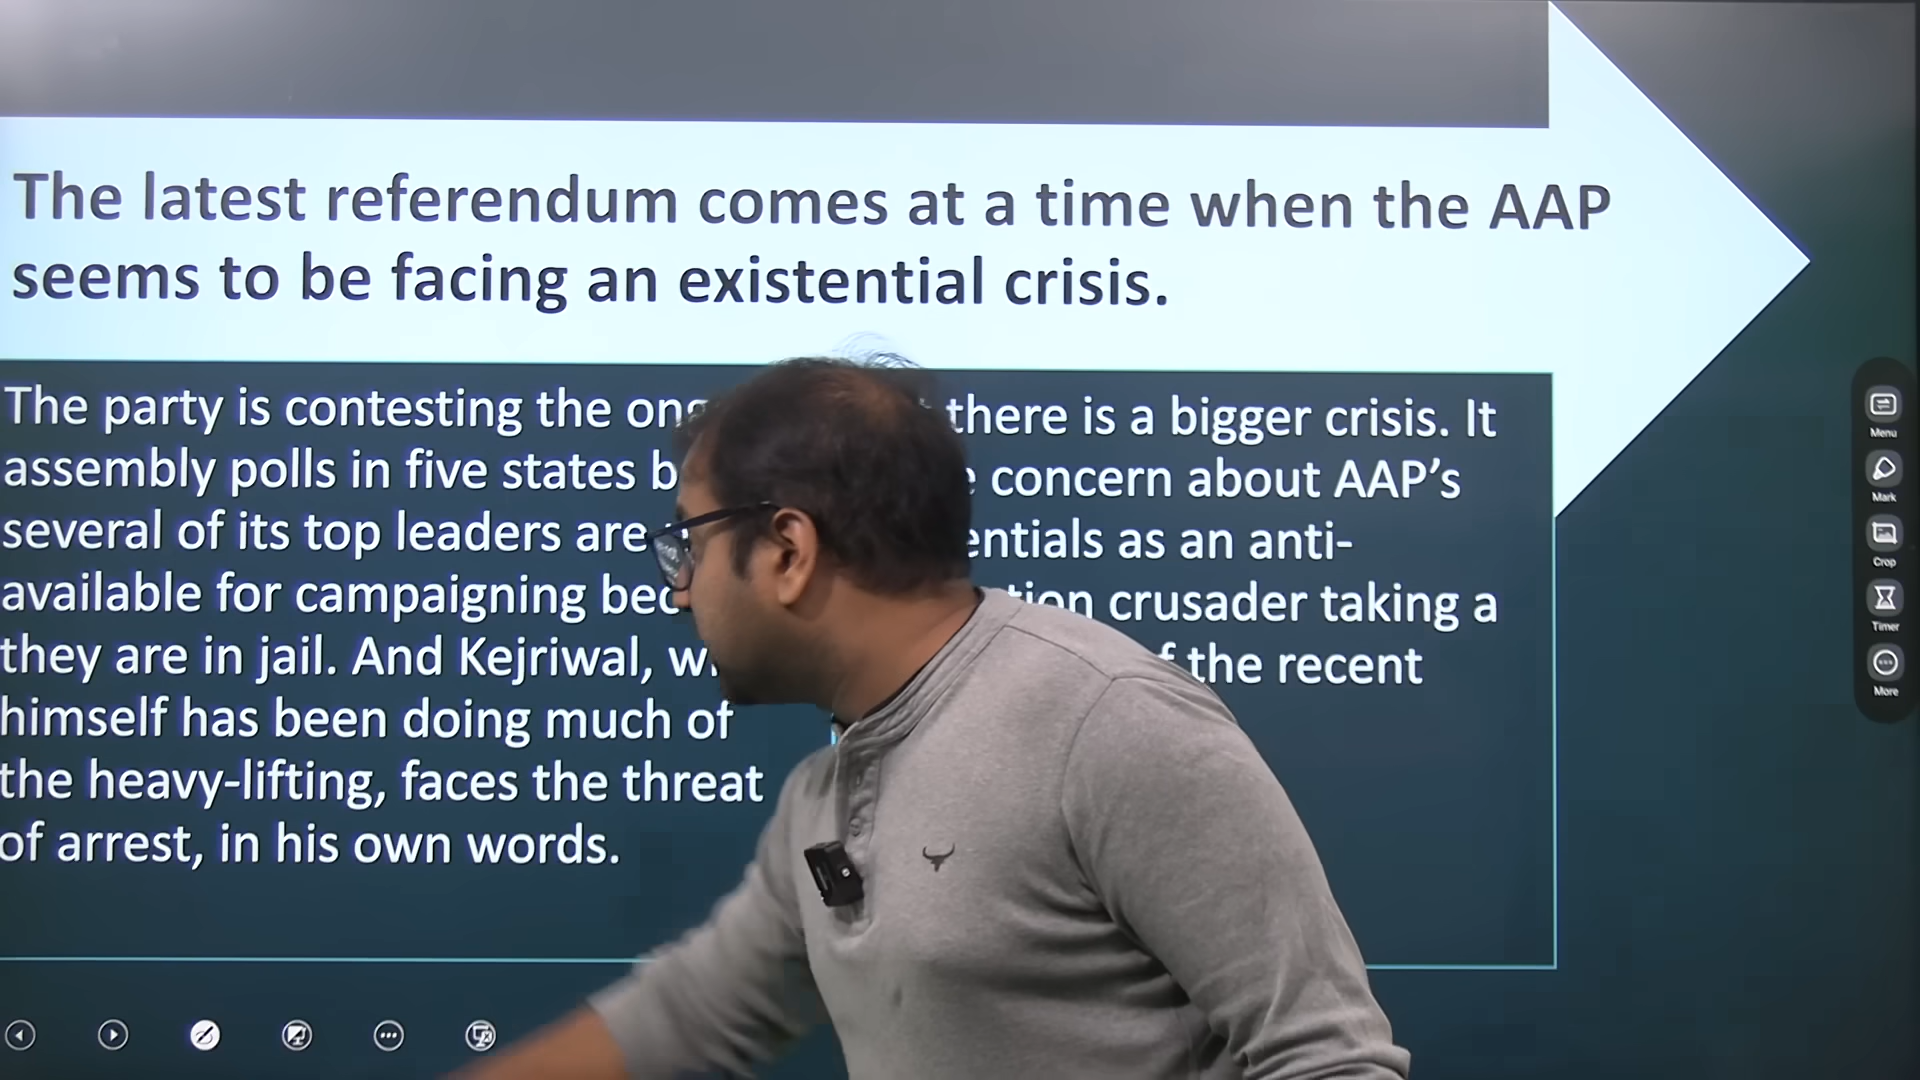 The latest referendum comes at a time when the AAP
seems to be facing an existential crisis.
The party is contesting the
assembly polls in five states
several of its top leaders are
available for campaigning
they are in jail. And Kejriwal,
himself has been doing much of
the heavy-lifting, faces the threat
of arrest, in his own words.
there is a bigger crisis. It
concern about AAP's
as an anti-
crusader taking a
the recent
Menu
Mark
Crop
Timer
More